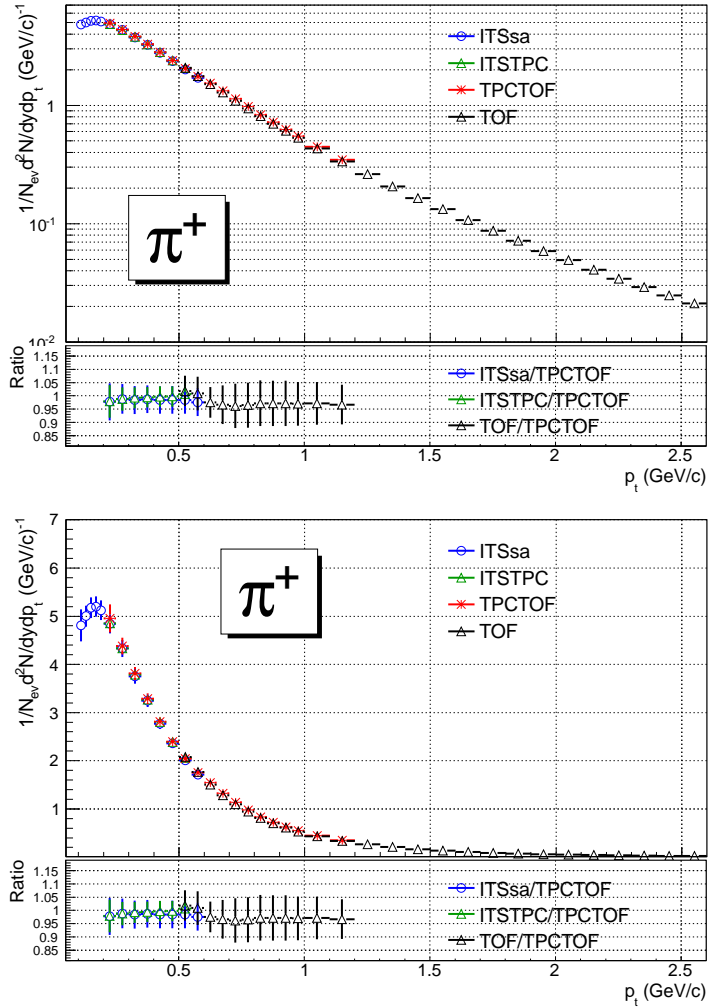 1/N_ev d²N/dydp_t (GeV/c)⁻¹
1
10⁻¹
10⁻²
π⁺
ITSsa
ITSTPC
TPCTOF
TOF
Ratio
1.15
1.1
1.05
1
0.95
0.9
0.85
ITSsa/TPCTOF
ITSTPC/TPCTOF
TOF/TPCTOF
0.5 1 1.5 2 2.5
p_t (GeV/c)
1/N_ev d²N/dydp_t (GeV/c)⁻¹
7
6
5
4
3
2
1
π⁺
ITSsa
ITSTPC
TPCTOF
TOF
Ratio
1.15
1.1
1.05
1
0.95
0.9
0.85
ITSsa/TPCTOF
ITSTPC/TPCTOF
TOF/TPCTOF
0.5 1 1.5 2 2.5
p_t (GeV/c)